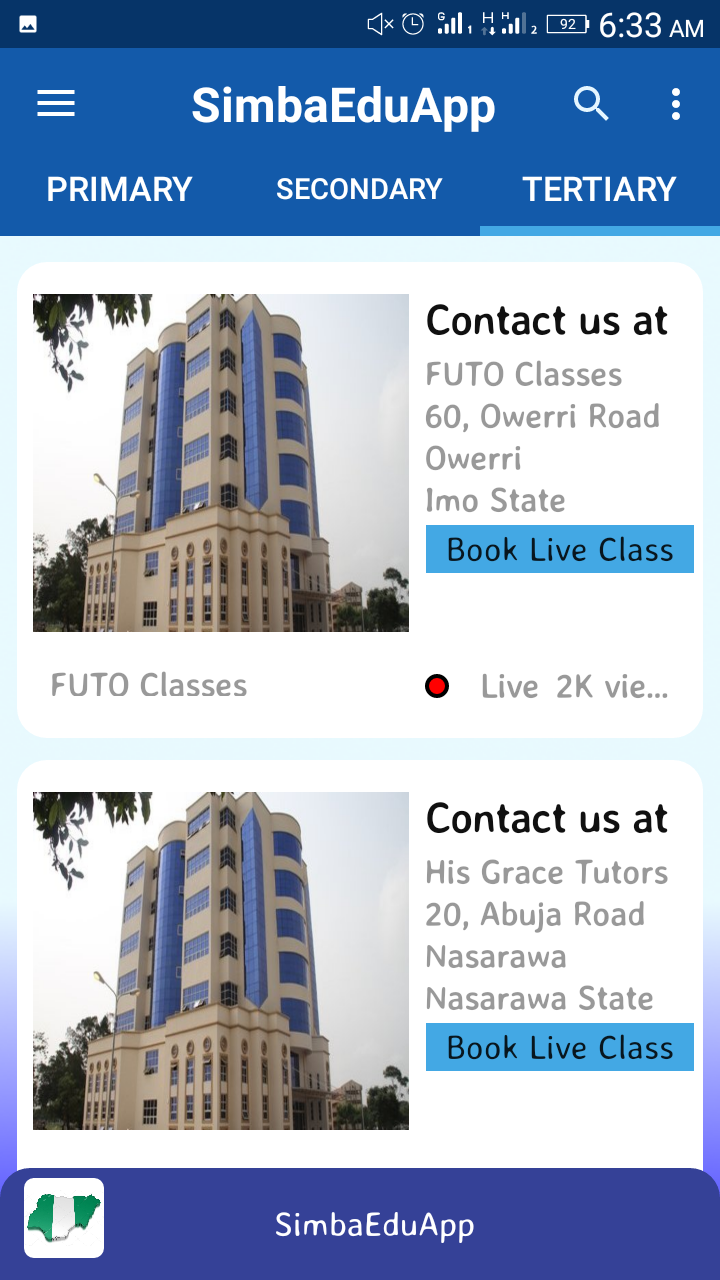 G 1 H H 2 92 6:33 AM
SimbaEduApp
PRIMARY SECONDARY TERTIARY
Contact us at
FUTO Classes
60, Owerri Road
Owerri
Imo State
Book Live Class
FUTO Classes Live 2K vie...
Contact us at
His Grace Tutors
20, Abuja Road
Nasarawa
Nasarawa State
Book Live Class
SimbaEduApp